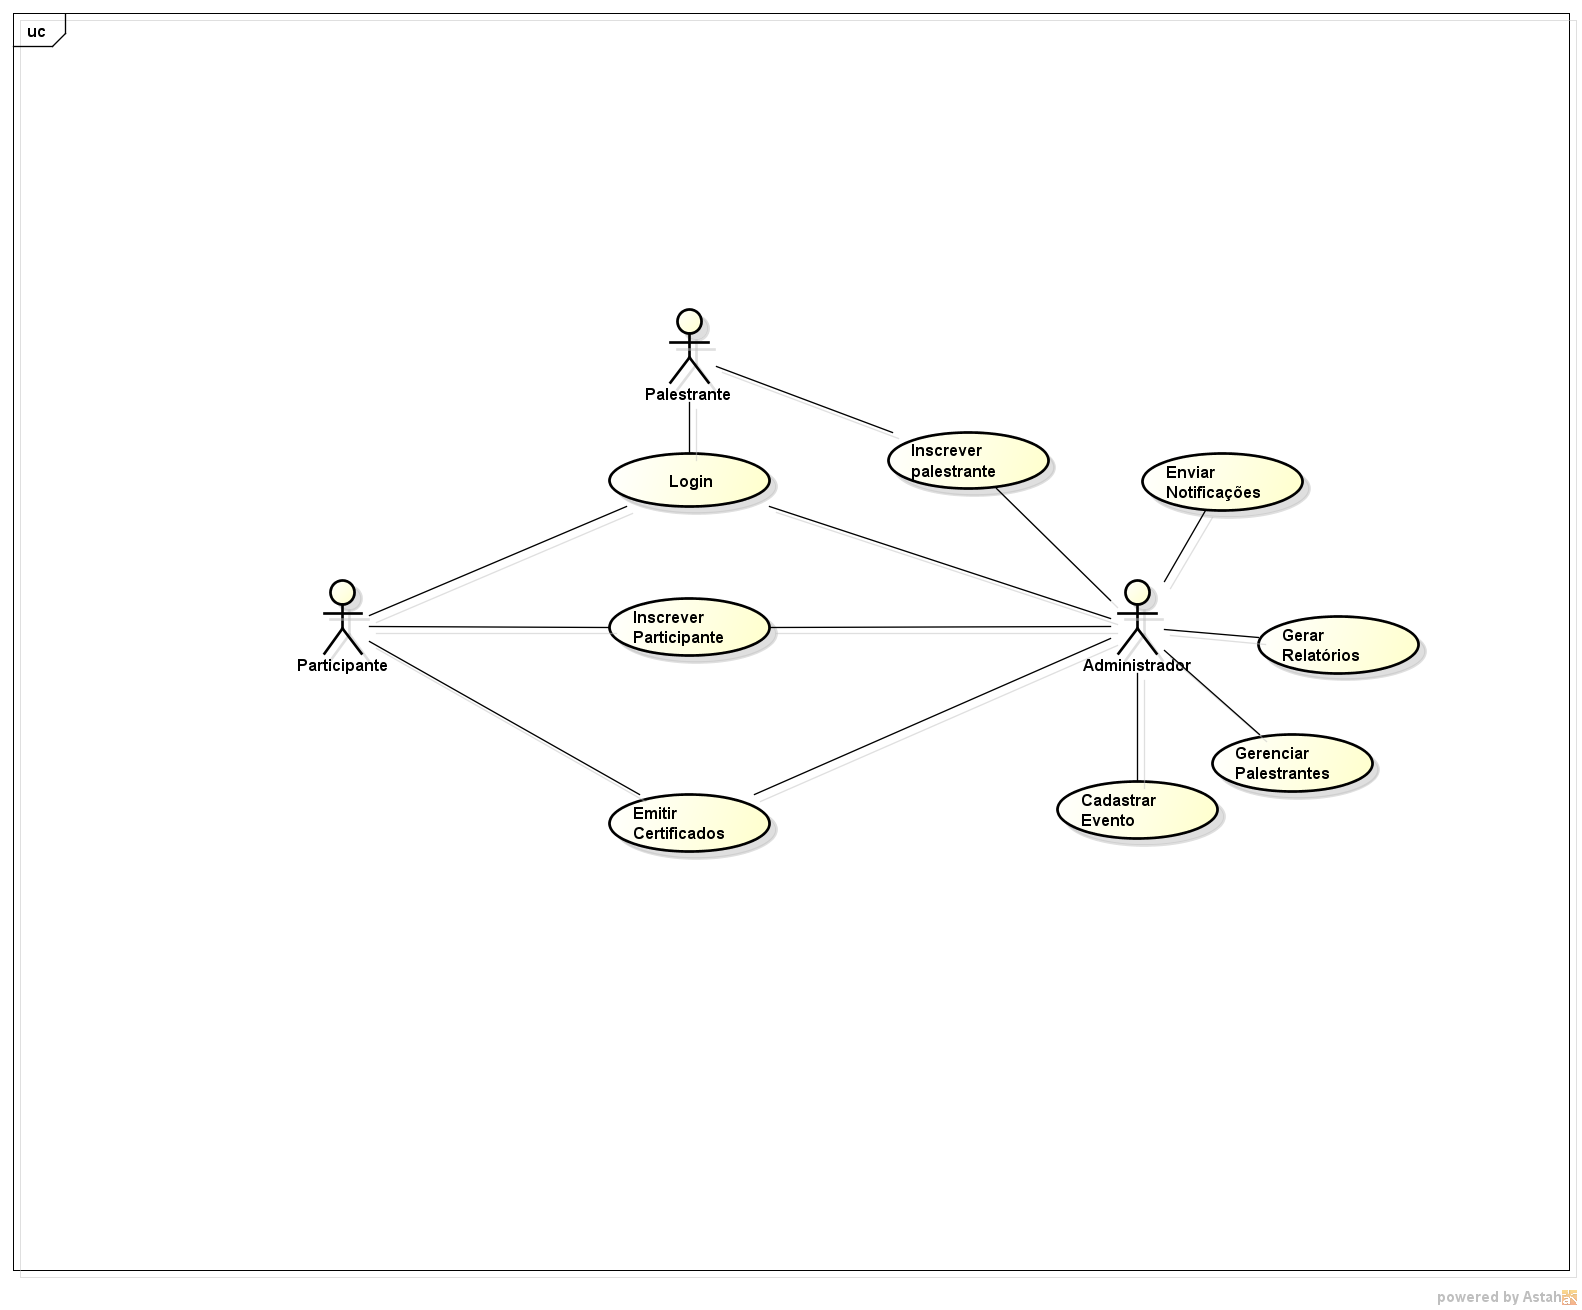 uc
Palestrante
Inscrever
palestrante
Login
Enviar
Notificações
Participante
Inscrever
Participante
Administrador
Gerar
Relatórios
Gerenciar
Palestrantes
Emitir
Certificados
Cadastrar
Evento
powered by Astah